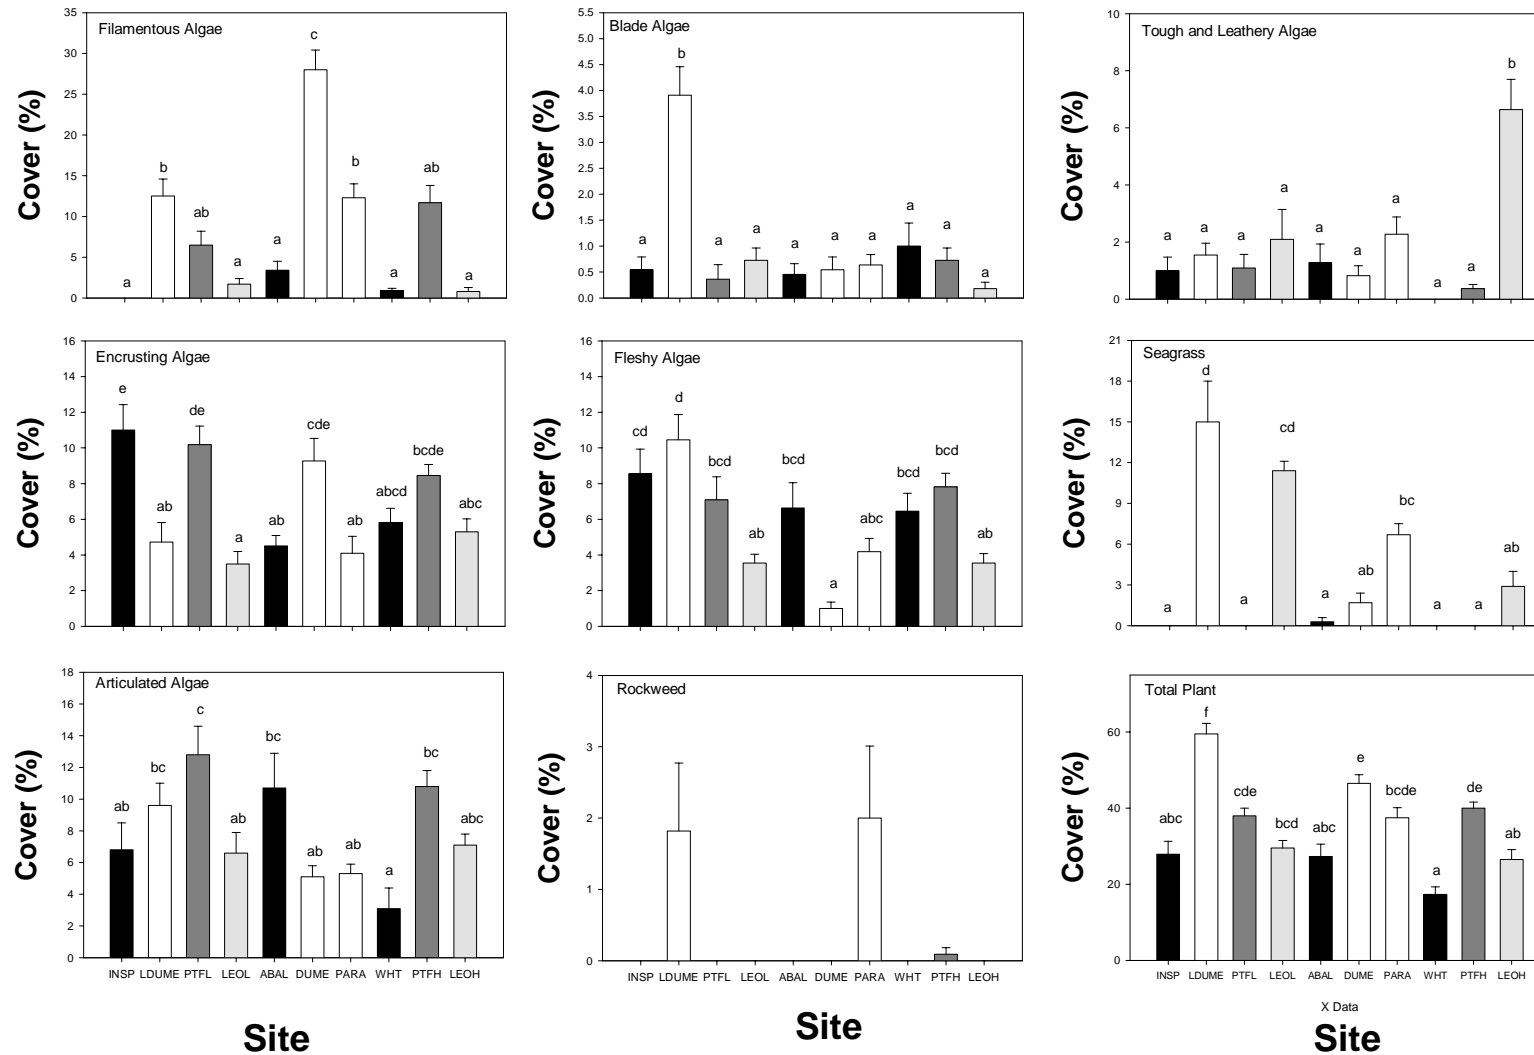 Filamentous Algae
Cover (%)
35
30
25
20
15
10
5
0
a
b
ab
a
a
c
b
a
ab
a
Blade Algae
Cover (%)
5.5
5.0
4.5
4.0
3.5
3.0
2.5
2.0
1.5
1.0
0.5
0.0
a
b
a
a
a
a
a
a
a
a
Tough and Leathery Algae
Cover (%)
10
8
6
4
2
0
a
a
a
a
a
a
a
a
a
b
Encrusting Algae
Cover (%)
16
14
12
10
8
6
4
2
0
e
ab
de
a
ab
cde
ab
abcd
bcde
abc
Fleshy Algae
Cover (%)
16
14
12
10
8
6
4
2
0
cd
d
bcd
ab
bcd
a
abc
bcd
bcd
ab
Seagrass
Cover (%)
21
18
15
12
9
6
3
0
a
d
a
cd
a
ab
bc
a
a
ab
Articulated Algae
Cover (%)
18
16
14
12
10
8
6
4
2
0
ab
bc
c
ab
bc
ab
ab
a
bc
abc
INSP LDUME PTFL LEOL ABAL DUME PARA WHT PTFH LEOH
Site
Rockweed
Cover (%)
4
3
2
1
0
INSP LDUME PTFL LEOL ABAL DUME PARA WHT PTFH LEOH
Site
Total Plant
Cover (%)
60
40
20
0
abc
f
cde
bcd
abc
e
bcde
a
de
ab
INSP LDUME PTFL LEOL ABAL DUME PARA WHT PTFH LEOH
X Data
Site